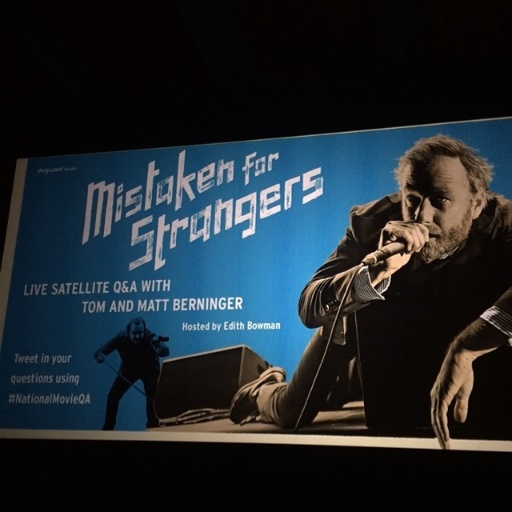 dogwoof
Mistaken for
Strangers
LIVE SATELLITE Q&A WITH
TOM AND MATT BERNINGER
Hosted by Edith Bowman
Tweet in your
questions using
#NationalMovieQA